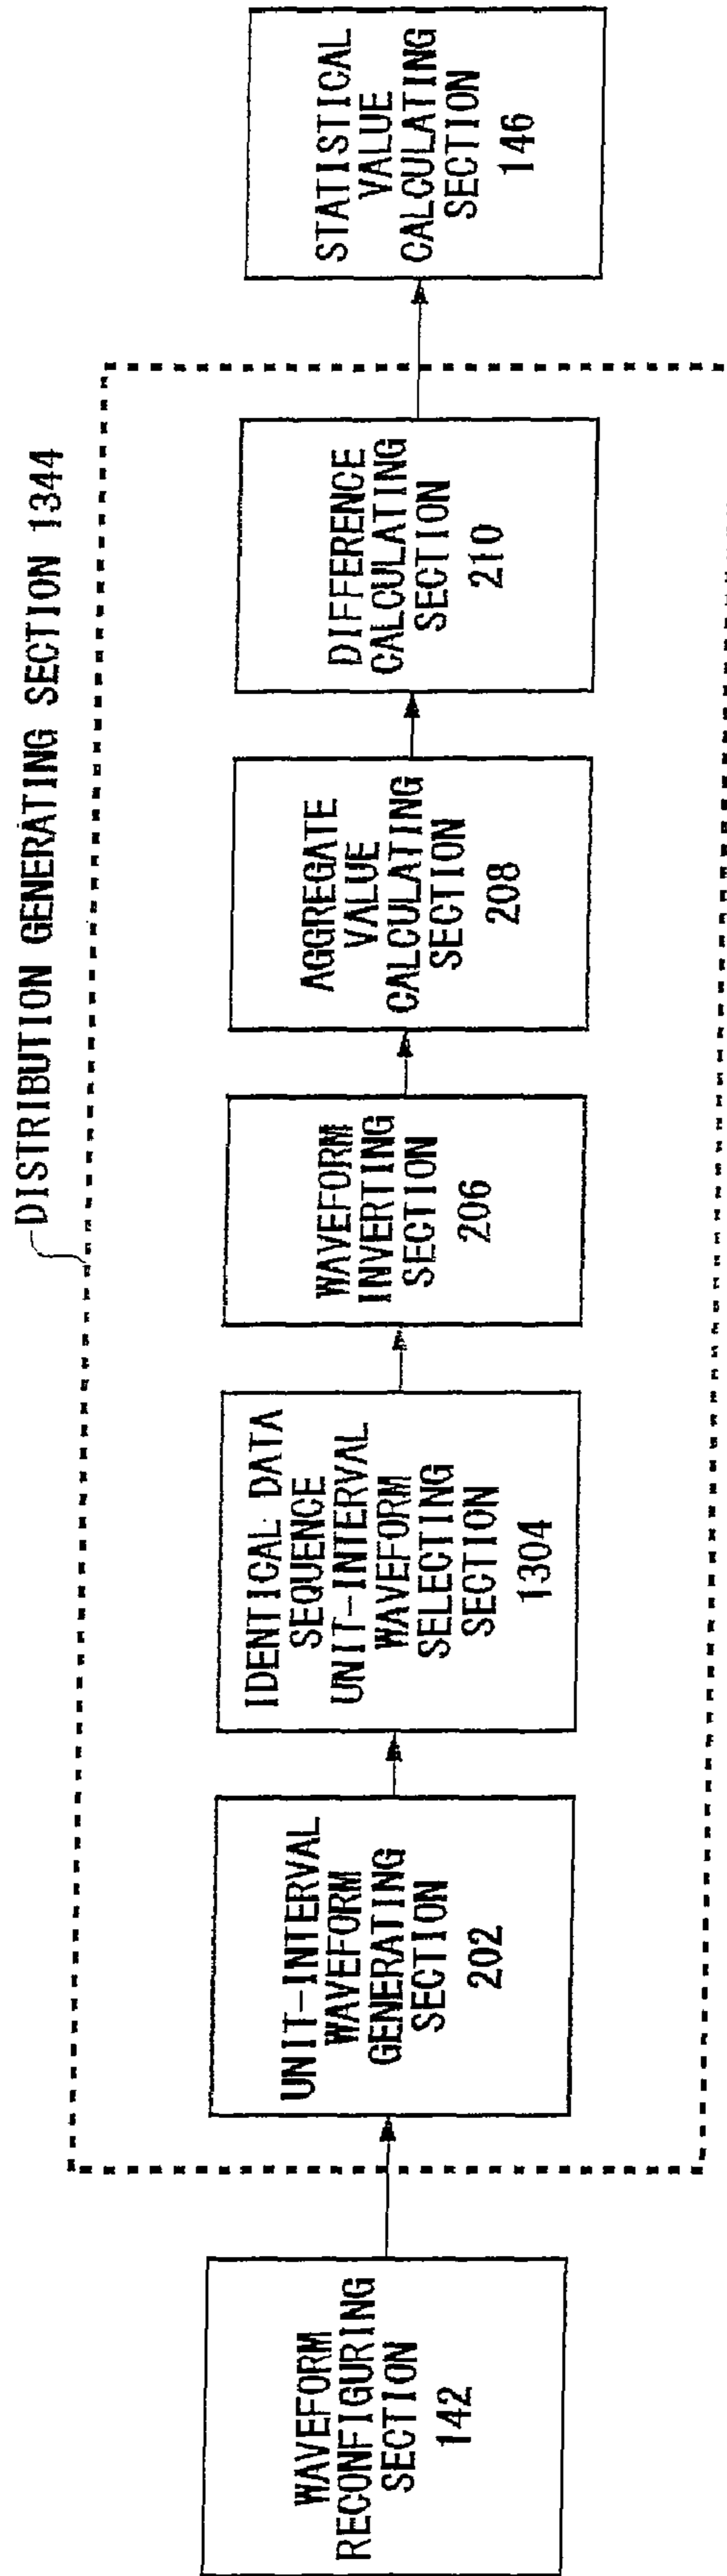 DISTRIBUTION GENERATING SECTION 1344
WAVEFORM
RECONFIGURING
SECTION
142
UNIT-INTERVAL
WAVEFORM
GENERATING
SECTION
202
IDENTICAL DATA
SEQUENCE
UNIT-INTERVAL
WAVEFORM
SELECTING
SECTION
1304
WAVEFORM
INVERTING
SECTION
206
AGGREGATE
VALUE
CALCULATING
SECTION
208
DIFFERENCE
CALCULATING
SECTION
210
STATISTICAL
VALUE
CALCULATING
SECTION
146